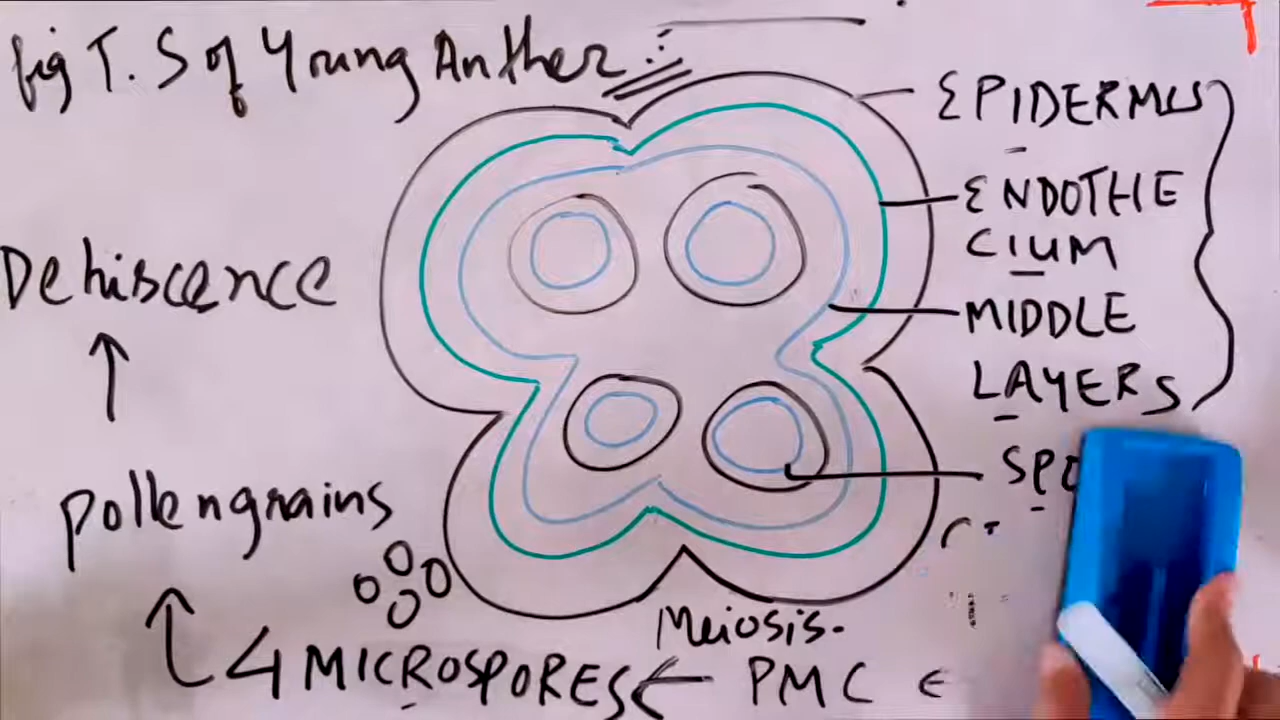 fig T. S of Young Anther
EPIDERMIS
ENDOTHE
CIUM
MIDDLE
LAYERS
SPO
Dehiscence
pollengrains
Meiosis.
4 MICROSPORES ← PMC ←